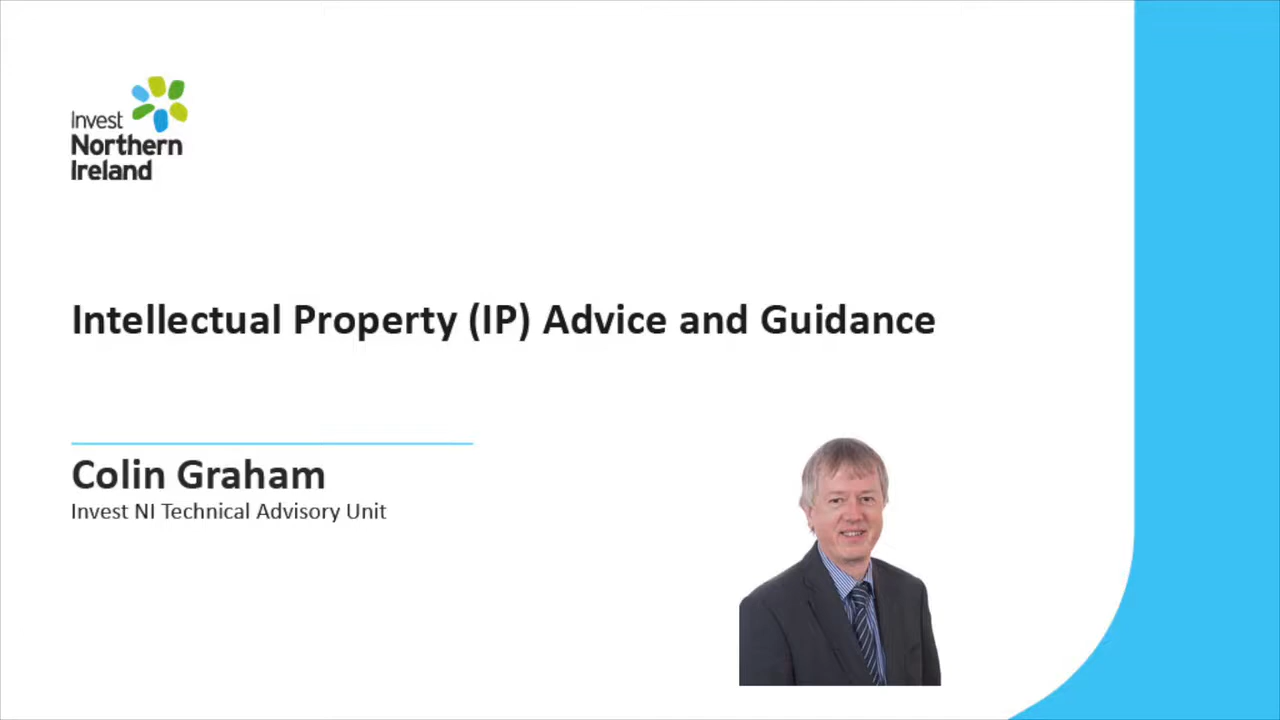 Invest
Northern
Ireland
Intellectual Property (IP) Advice and Guidance
Colin Graham
Invest NI Technical Advisory Unit